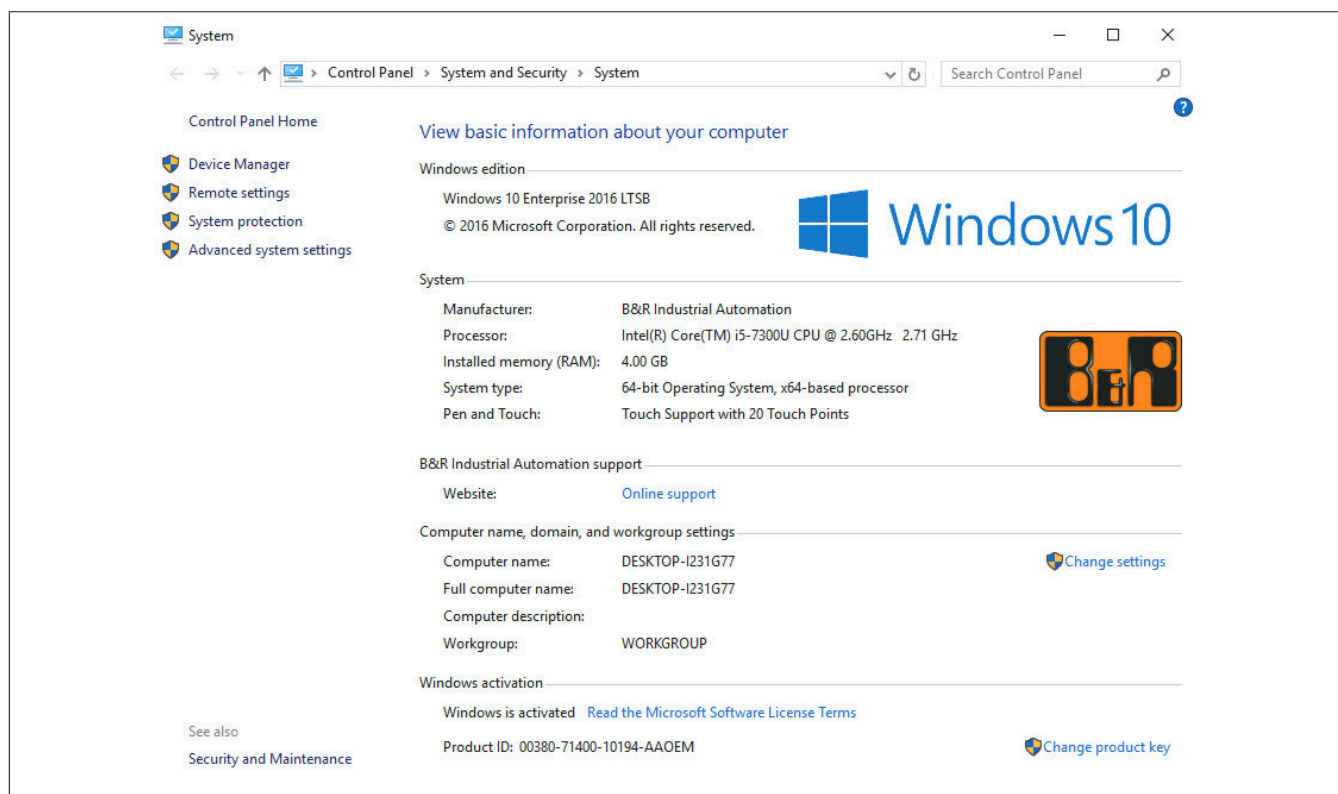 System
Control Panel > System and Security > System
Search Control Panel
?
Control Panel Home
Device Manager
Remote settings
System protection
Advanced system settings
View basic information about your computer
Windows edition
Windows 10 Enterprise 2016 LTSB
© 2016 Microsoft Corporation. All rights reserved.
Windows 10
System
Manufacturer: B&R Industrial Automation
Processor: Intel(R) Core(TM) i5-7300U CPU @ 2.60GHz 2.71 GHz
Installed memory (RAM): 4.00 GB
System type: 64-bit Operating System, x64-based processor
Pen and Touch: Touch Support with 20 Touch Points
B&R
B&R Industrial Automation support
Website: Online support
Computer name, domain, and workgroup settings
Computer name: DESKTOP-I231G77 Change settings
Full computer name: DESKTOP-I231G77
Computer description:
Workgroup: WORKGROUP
Windows activation
Windows is activated Read the Microsoft Software License Terms
Product ID: 00380-71400-10194-AAOEM Change product key
See also
Security and Maintenance